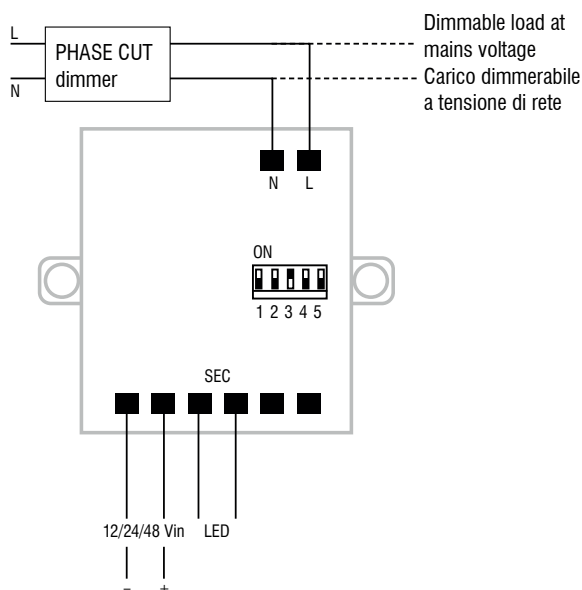 L
N
PHASE CUT
dimmer
Dimmable load at
mains voltage
Carico dimmerabile
a tensione di rete
N L
ON
1 2 3 4 5
SEC
12/24/48 Vin LED
– +